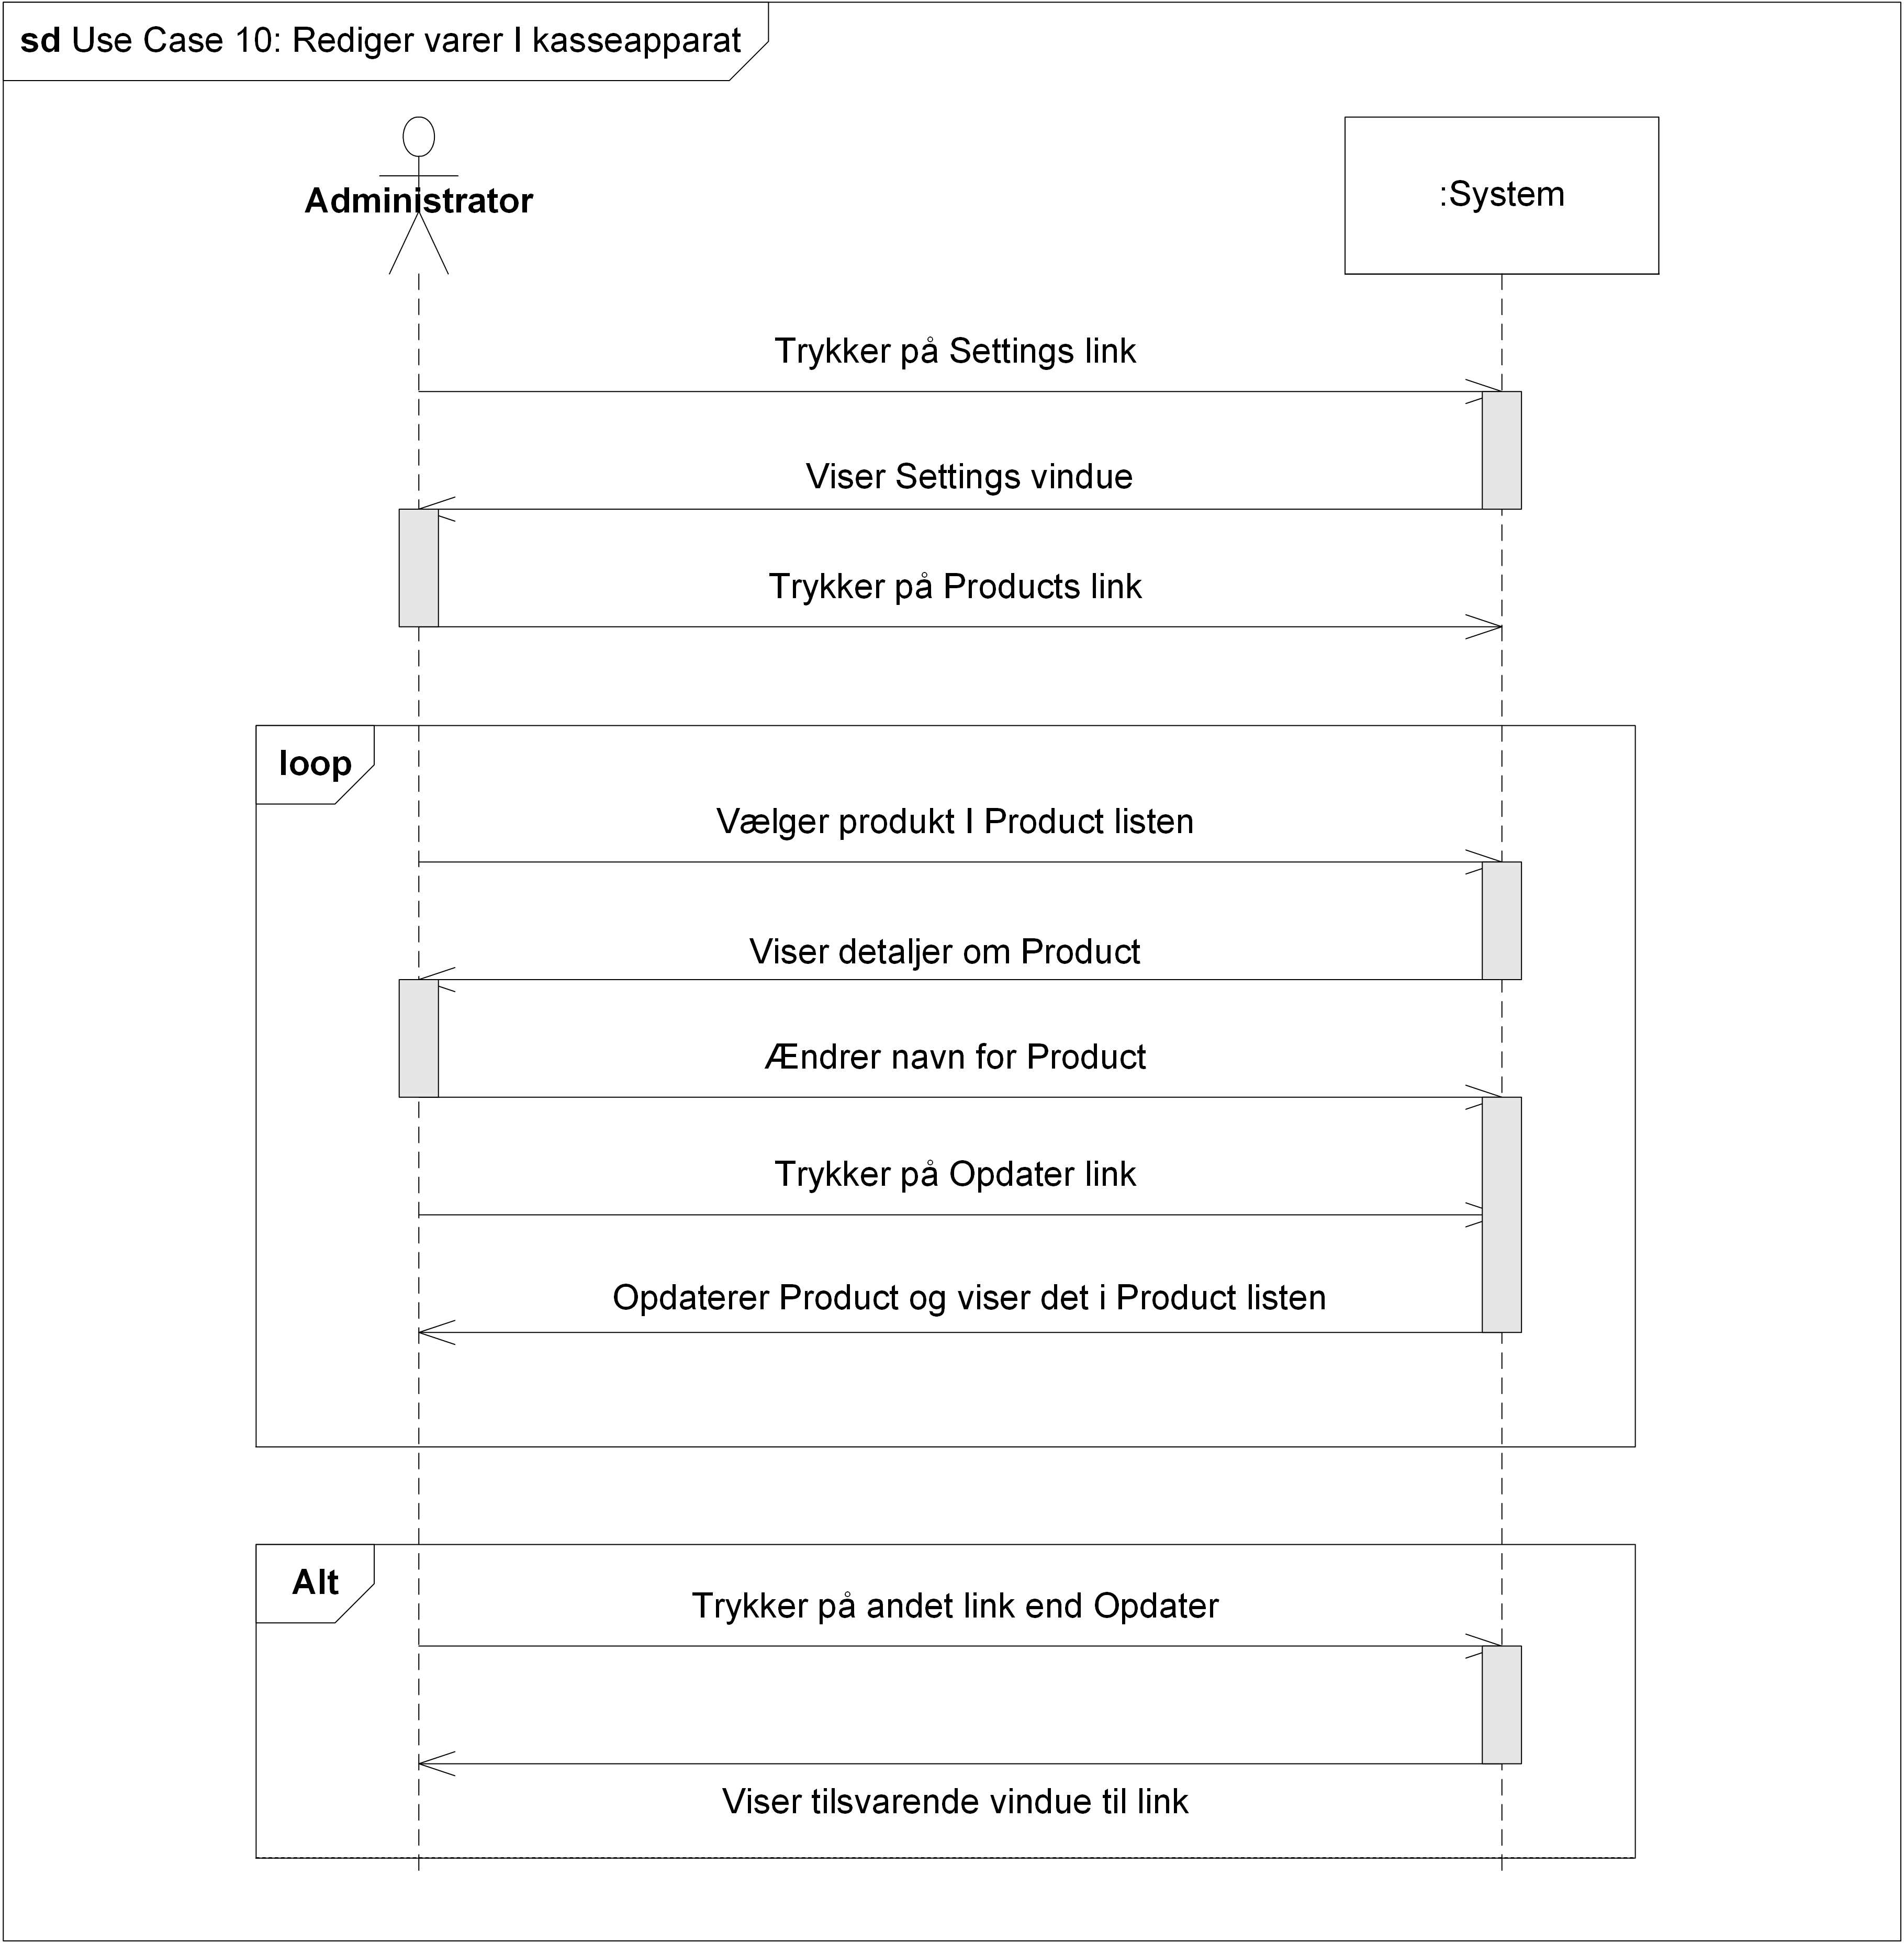 sd Use Case 10: Rediger varer I kasseapparat
Administrator
:System
Trykker på Settings link
Viser Settings vindue
Trykker på Products link
loop
Vælger produkt I Product listen
Viser detaljer om Product
Ændrer navn for Product
Trykker på Opdater link
Opdaterer Product og viser det i Product listen
Alt
Trykker på andet link end Opdater
Viser tilsvarende vindue til link